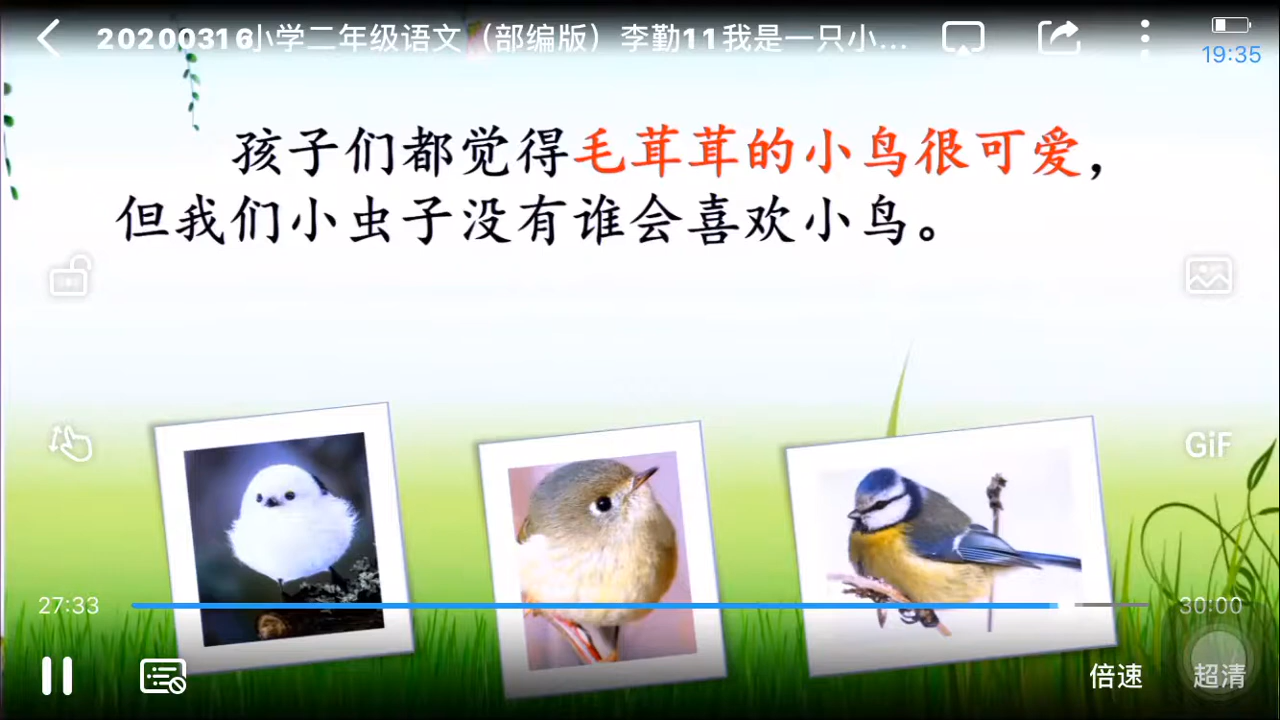 20200316小学二年级语文（部编版）李勤11我是一只小...
19:35
孩子们都觉得毛茸茸的小鸟很可爱，
但我们小虫子没有谁会喜欢小鸟。
GiF
27:33
30:00
倍速
超清